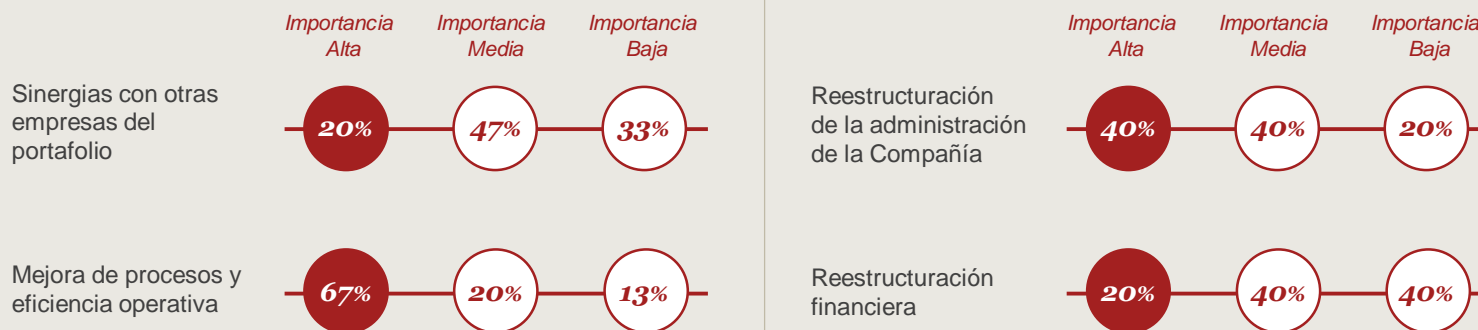 Importancia Alta
Importancia Media
Importancia Baja
Sinergias con otras
empresas del
portafolio
20%
47%
33%
Mejora de procesos y
eficiencia operativa
67%
20%
13%
Importancia Alta
Importancia Media
Importancia Baja
Reestructuración
de la administración
de la Compañía
40%
40%
20%
Reestructuración
financiera
20%
40%
40%